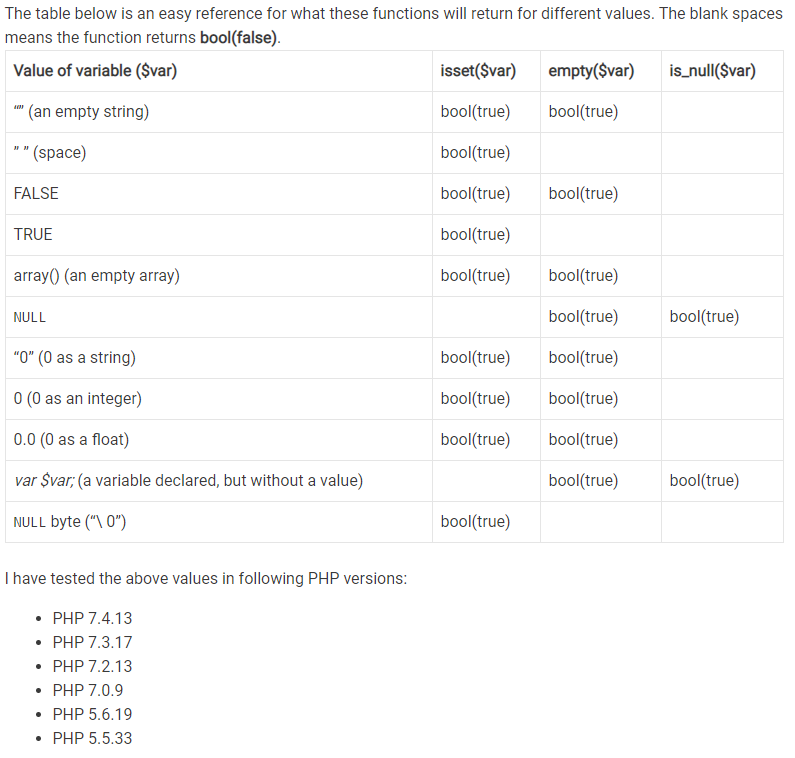 The table below is an easy reference for what these functions will return for different values. The blank spaces
means the function returns bool(false).
Value of variable ($var) isset($var) empty($var) is_null($var)
“” (an empty string) bool(true) bool(true)
” ” (space) bool(true)
FALSE bool(true) bool(true)
TRUE bool(true)
array() (an empty array) bool(true) bool(true)
NULL bool(true) bool(true)
“0” (0 as a string) bool(true) bool(true)
0 (0 as an integer) bool(true) bool(true)
0.0 (0 as a float) bool(true) bool(true)
var $var; (a variable declared, but without a value) bool(true) bool(true)
NULL byte (“\ 0”) bool(true)
I have tested the above values in following PHP versions:
• PHP 7.4.13
• PHP 7.3.17
• PHP 7.2.13
• PHP 7.0.9
• PHP 5.6.19
• PHP 5.5.33